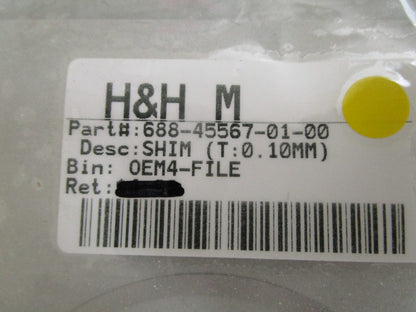 H&H M
Part#:688-45567-01-00
Desc:SHIM (T:0.10MM)
Bin: OEM4-FILE
Ret: